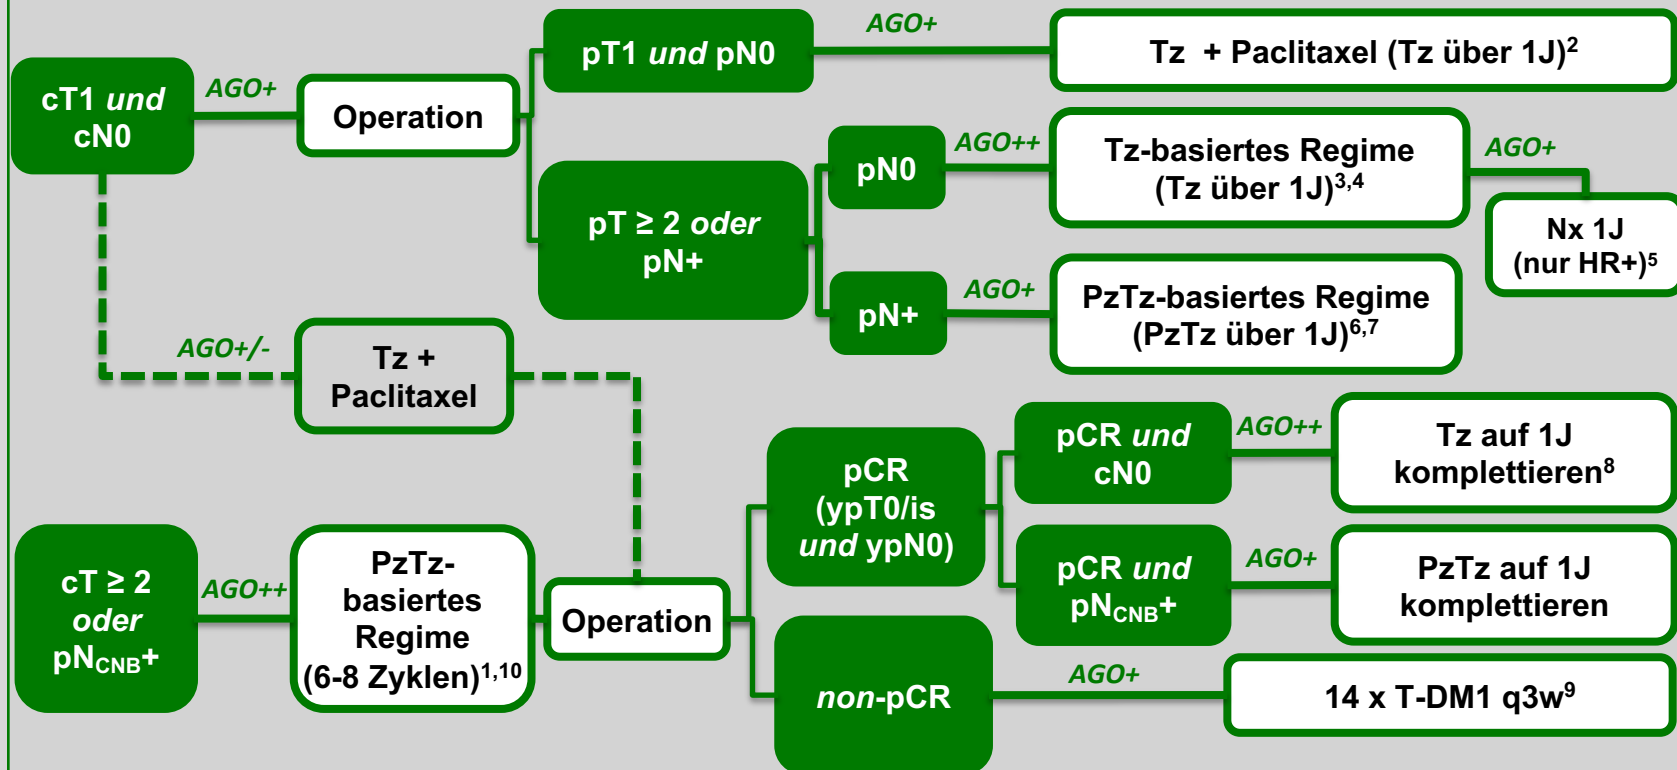 cT1 und
cN0
AGO+
Operation
pT1 und pN0
AGO+
Tz + Paclitaxel (Tz über 1J)²
pT ≥ 2 oder
pN+
pN0
AGO++
Tz-basiertes Regime
(Tz über 1J)³,⁴
AGO+
Nx 1J
(nur HR+)⁵
pN+
AGO+
PzTz-basiertes Regime
(PzTz über 1J)⁶,⁷
AGO+/-
Tz +
Paclitaxel
cT ≥ 2
oder
pN_CNB+
AGO++
PzTz-
basiertes
Regime
(6-8 Zyklen)¹,¹⁰
Operation
pCR
(ypT0/is
und ypN0)
pCR und
cN0
AGO++
Tz auf 1J
komplettieren⁸
pCR und
pN_CNB+
AGO+
PzTz auf 1J
komplettieren
non-pCR
AGO+
14 x T-DM1 q3w⁹